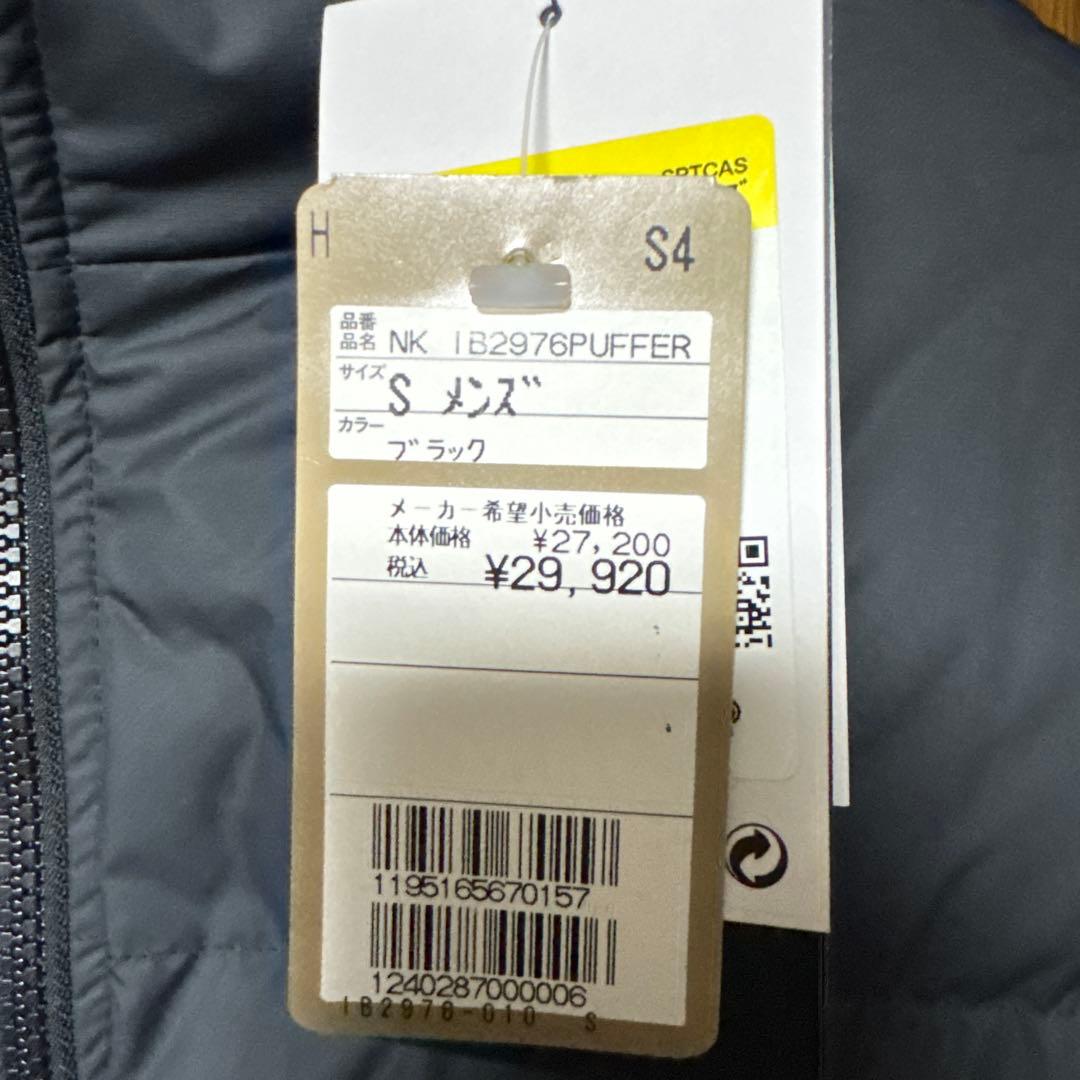 SPTCAS
H
S4
品番
品名 NK IB2976PUFFER
サイズ S メンズ
カラー ブラック
メーカー希望小売価格
本体価格 ¥27,200
税込 ¥29,920
1195165670157
1240287000006
IB2976-010 S